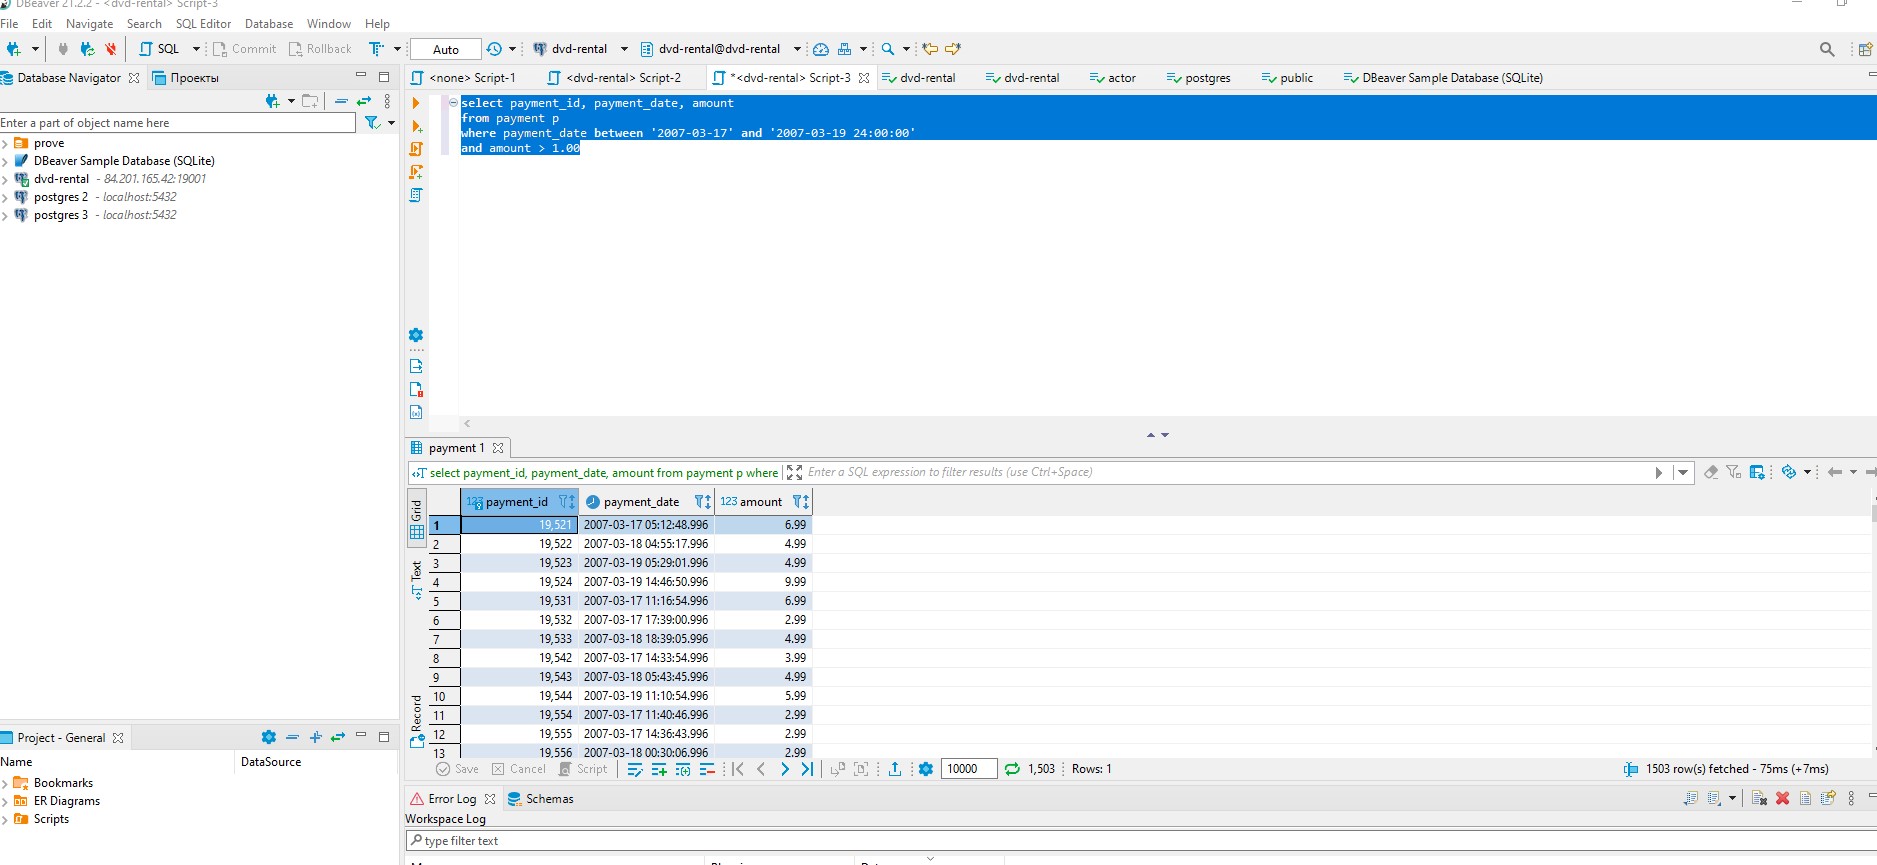 DBeaver 21.2.2 - <dvd-rental> Script-3
File Edit Navigate Search SQL Editor Database Window Help
SQL Commit Rollback Auto dvd-rental dvd-rental@dvd-rental
Database Navigator Проекты
Enter a part of object name here
prove
DBeaver Sample Database (SQLite)
dvd-rental - 84.201.165.42:19001
postgres 2 - localhost:5432
postgres 3 - localhost:5432
<none> Script-1 <dvd-rental> Script-2 *<dvd-rental> Script-3 dvd-rental dvd-rental actor postgres public DBeaver Sample Database (SQLite)
select payment_id, payment_date, amount
from payment p
where payment_date between '2007-03-17' and '2007-03-19 24:00:00'
and amount > 1.00
payment 1
select payment_id, payment_date, amount from payment p where Enter a SQL expression to filter results (use Ctrl+Space)
Grid
Text
Record
123 payment_id payment_date 123 amount
1 19,521 2007-03-17 05:12:48.996 6.99
2 19,522 2007-03-18 04:55:17.996 4.99
3 19,523 2007-03-19 05:29:01.996 4.99
4 19,524 2007-03-19 14:46:50.996 9.99
5 19,531 2007-03-17 11:16:54.996 6.99
6 19,532 2007-03-17 17:39:00.996 2.99
7 19,533 2007-03-18 18:39:05.996 4.99
8 19,542 2007-03-17 14:33:54.996 3.99
9 19,543 2007-03-18 05:43:45.996 4.99
10 19,544 2007-03-19 11:10:54.996 5.99
11 19,554 2007-03-17 11:40:46.996 2.99
12 19,555 2007-03-17 14:36:43.996 2.99
13 19,556 2007-03-18 00:30:06.996 2.99
Save Cancel Script 10000 1,503 Rows: 1 1503 row(s) fetched - 75ms (+7ms)
Project - General
Name DataSource
Bookmarks
ER Diagrams
Scripts
Error Log Schemas
Workspace Log
type filter text